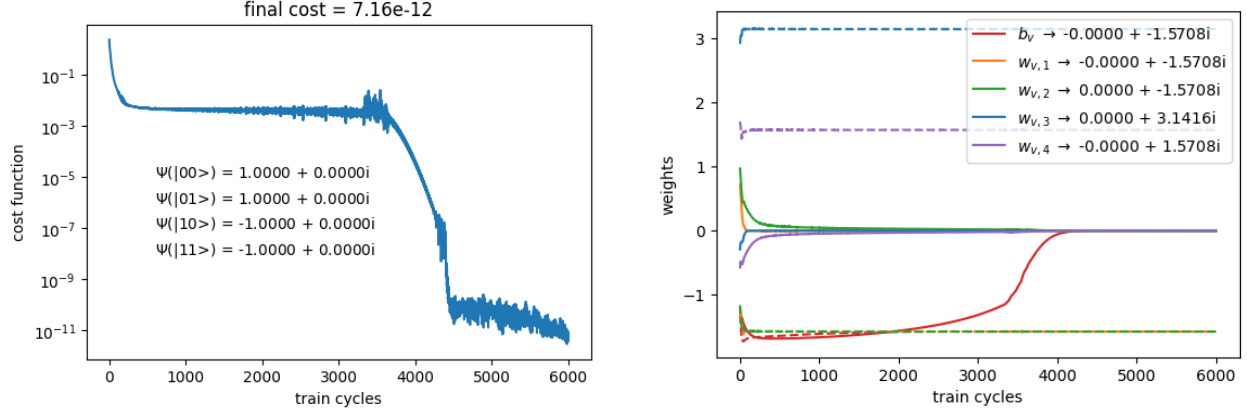 final cost = 7.16e-12
cost function
10⁻¹
10⁻³
10⁻⁵
10⁻⁷
10⁻⁹
10⁻¹¹
Ψ(|00>) = 1.0000 + 0.0000i
Ψ(|01>) = 1.0000 + 0.0000i
Ψ(|10>) = -1.0000 + 0.0000i
Ψ(|11>) = -1.0000 + 0.0000i
0 1000 2000 3000 4000 5000 6000
train cycles
weights
3
2
1
0
−1
b_v → -0.0000 + -1.5708i
w_{v,1} → -0.0000 + -1.5708i
w_{v,2} → 0.0000 + -1.5708i
w_{v,3} → 0.0000 + 3.1416i
w_{v,4} → -0.0000 + 1.5708i
0 1000 2000 3000 4000 5000 6000
train cycles